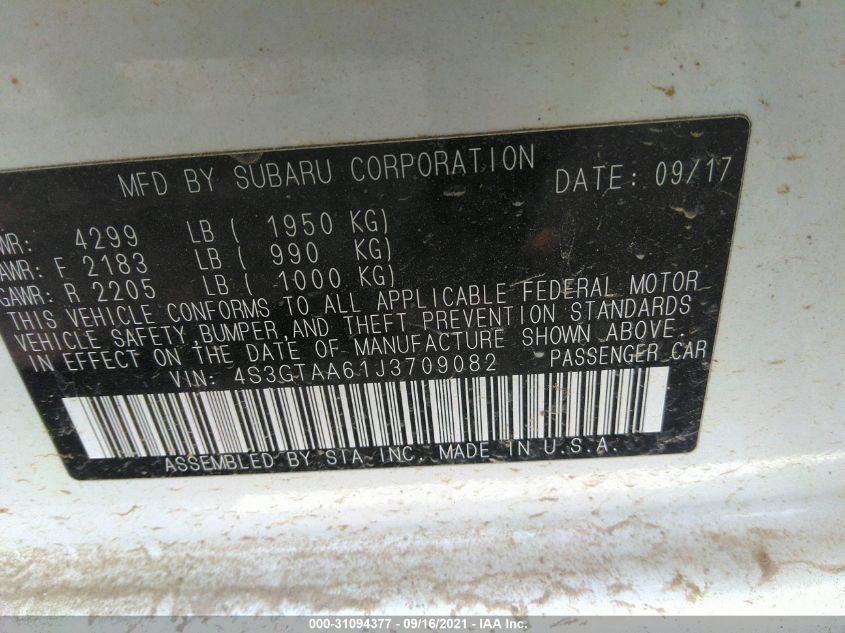 MFD BY SUBARU CORPORATION DATE: 09/17
WR: 4299 LB ( 1950 KG)
AWR: F 2183 LB ( 990 KG)
GAWR: R 2205 LB ( 1000 KG)
THIS VEHICLE CONFORMS TO ALL APPLICABLE FEDERAL MOTOR
VEHICLE SAFETY,BUMPER,AND THEFT PREVENTION STANDARDS
IN EFFECT ON THE DATE OF MANUFACTURE SHOWN ABOVE.
VIN: 4S3GTAA61J3709082 PASSENGER CAR
ASSEMBLED BY SIA,INC. MADE IN U.S.A.
000-31094377 - 09/16/2021 - IAA Inc.